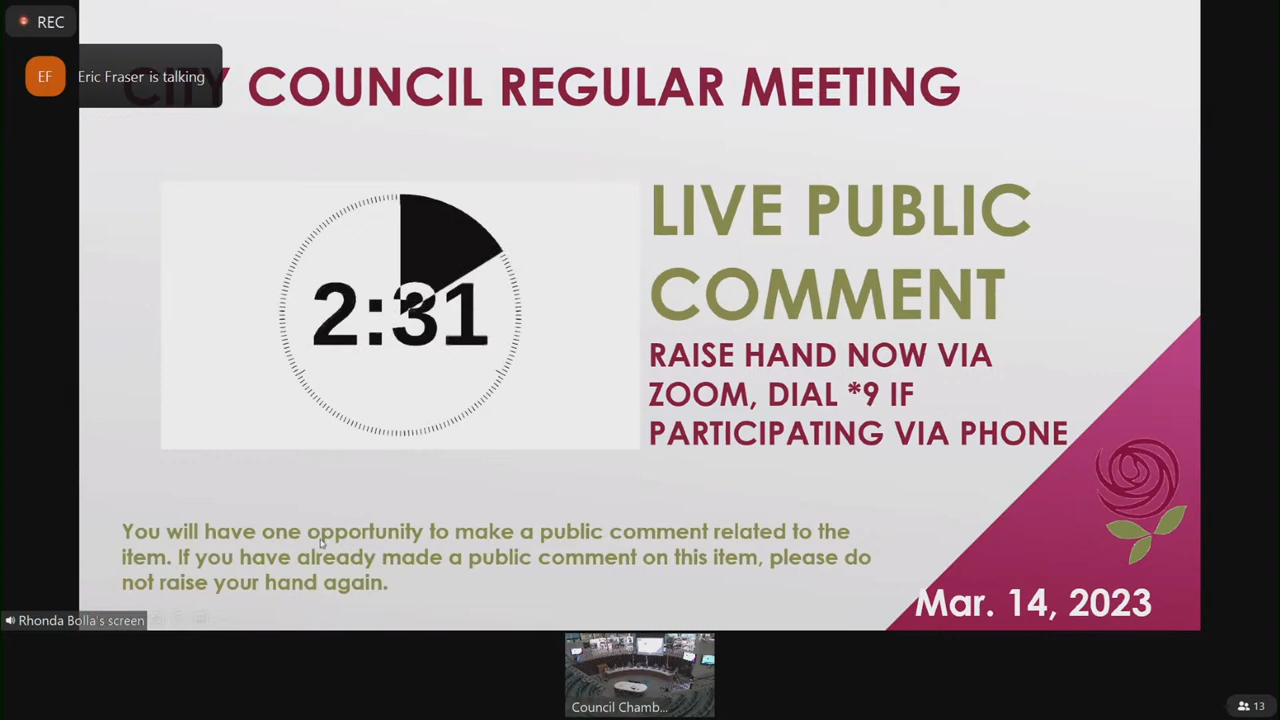 REC
EF Eric Fraser is talking
CITY COUNCIL REGULAR MEETING
2:31
LIVE PUBLIC
COMMENT
RAISE HAND NOW VIA
ZOOM, DIAL *9 IF
PARTICIPATING VIA PHONE
You will have one opportunity to make a public comment related to the
item. If you have already made a public comment on this item, please do
not raise your hand again.
Mar. 14, 2023
Rhonda Bolla's screen
Council Chamb...
13